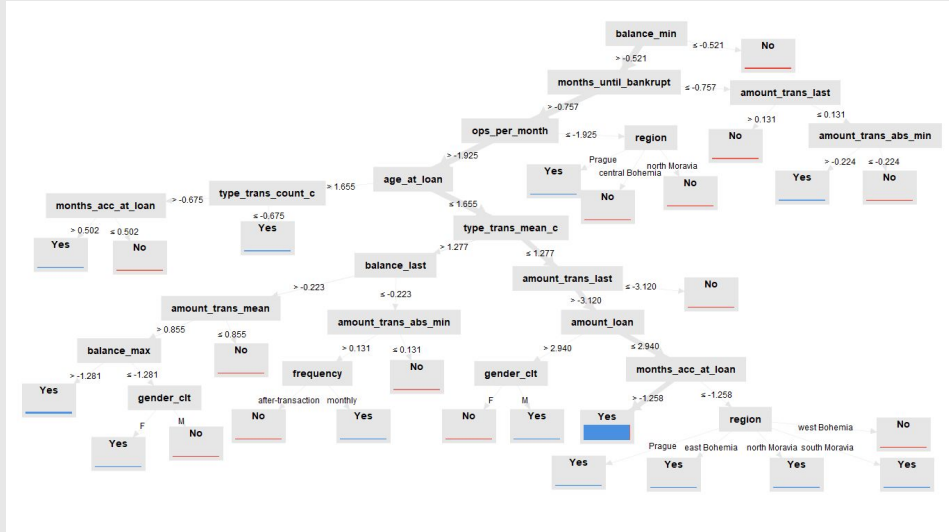 balance_min
≤ -0.521
No
> -0.521
months_until_bankrupt
≤ -0.757
amount_trans_last
> -0.757
> 0.131
≤ 0.131
ops_per_month
≤ -1.925
region
No
amount_trans_abs_min
> -1.925
Prague
central Bohemia
north Moravia
> -0.224
≤ -0.224
age_at_loan
Yes
No
No
Yes
No
> 1.655
type_trans_count_c
> -0.675
months_acc_at_loan
≤ -0.675
≤ 1.655
> 0.502
≤ 0.502
Yes
No
Yes
type_trans_mean_c
> 1.277
≤ 1.277
balance_last
amount_trans_last
≤ -3.120
No
> -0.223
≤ -0.223
> -3.120
amount_trans_mean
amount_trans_abs_min
amount_loan
> 0.855
≤ 0.855
> 0.131
≤ 0.131
> 2.940
≤ 2.940
balance_max
No
frequency
No
gender_clt
months_acc_at_loan
> -1.281
≤ -1.281
after-transaction
monthly
F
M
> -1.258
≤ -1.258
Yes
gender_clt
No
Yes
No
Yes
Yes
region
F
M
Yes
No
Prague
east Bohemia
north Moravia
south Moravia
west Bohemia
No
Yes
Yes
Yes
Yes